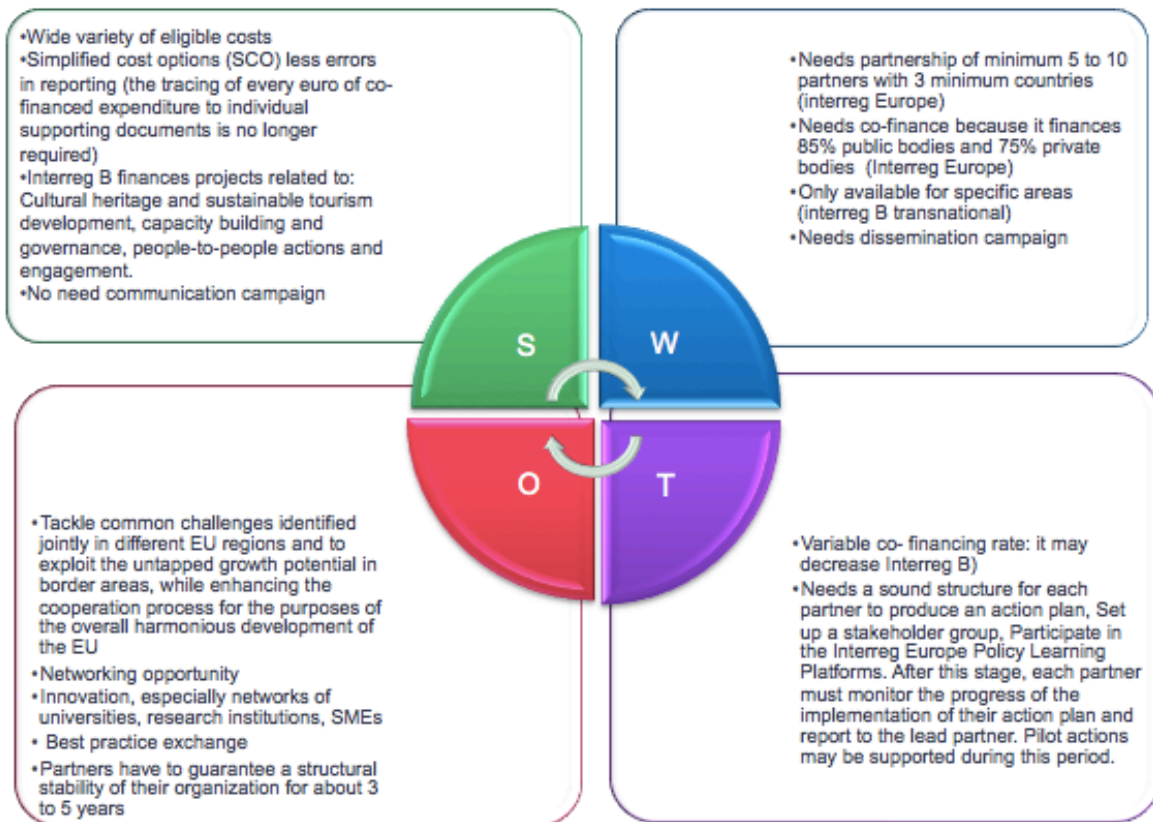 •Wide variety of eligible costs
•Simplified cost options (SCO) less errors
in reporting (the tracing of every euro of co-
financed expenditure to individual
supporting documents is no longer
required)
•Interreg B finances projects related to:
Cultural heritage and sustainable tourism
development, capacity building and
governance, people-to-people actions and
engagement.
•No need communication campaign
•Needs partnership of minimum 5 to 10
partners with 3 minimum countries
(interreg Europe)
•Needs co-finance because it finances
85% public bodies and 75% private
bodies (Interreg Europe)
•Only available for specific areas
(interreg B transnational)
•Needs dissemination campaign
S
W
O
T
•Tackle common challenges identified
jointly in different EU regions and to
exploit the untapped growth potential in
border areas, while enhancing the
cooperation process for the purposes of
the overall harmonious development of
the EU
•Networking opportunity
•Innovation, especially networks of
universities, research institutions, SMEs
• Best practice exchange
•Partners have to guarantee a structural
stability of their organization for about 3
to 5 years
•Variable co- financing rate: it may
decrease Interreg B)
•Needs a sound structure for each
partner to produce an action plan, Set
up a stakeholder group, Participate in
the Interreg Europe Policy Learning
Platforms. After this stage, each partner
must monitor the progress of the
implementation of their action plan and
report to the lead partner. Pilot actions
may be supported during this period.